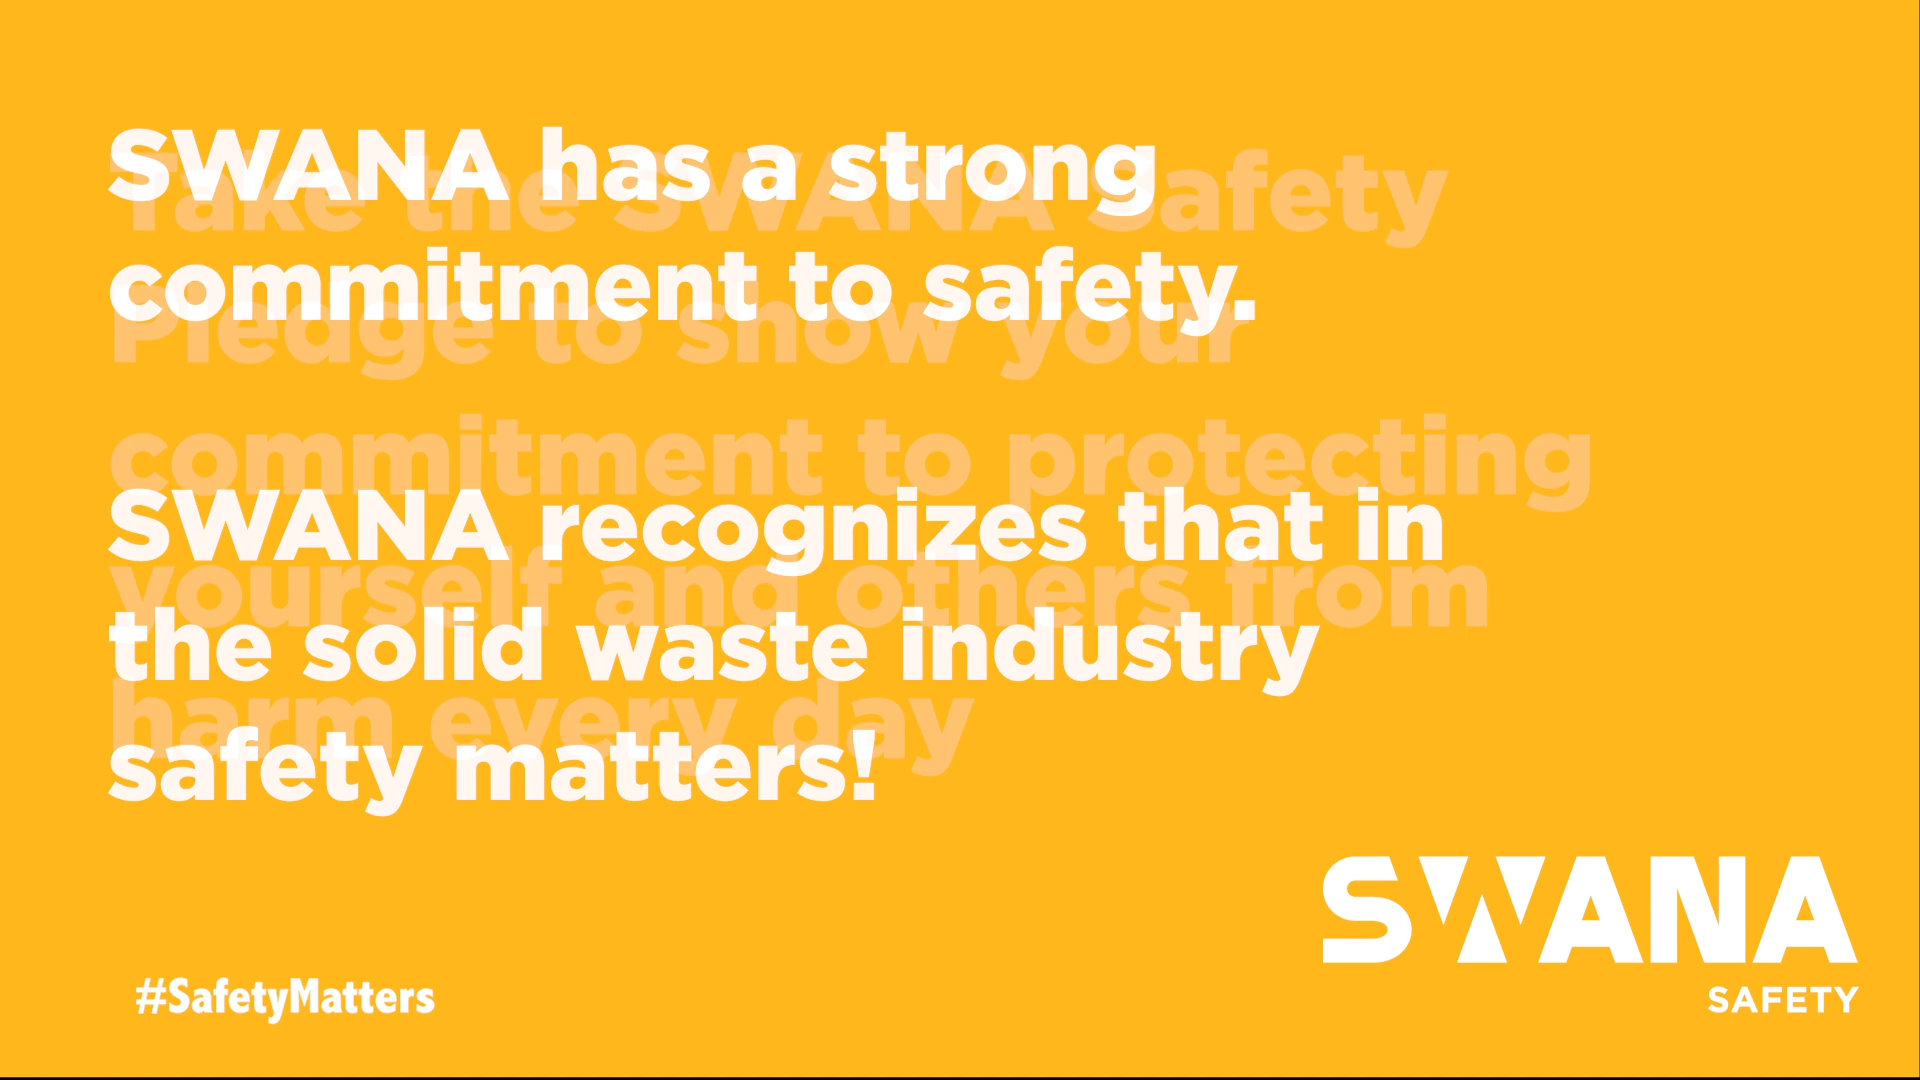 SWANA has a strong
commitment to safety.
SWANA recognizes that in
the solid waste industry
safety matters!
Take the SWANA Safety
Pledge to show your
commitment to protecting
yourself and others from
harm every day
#SafetyMatters
SWANA
SAFETY